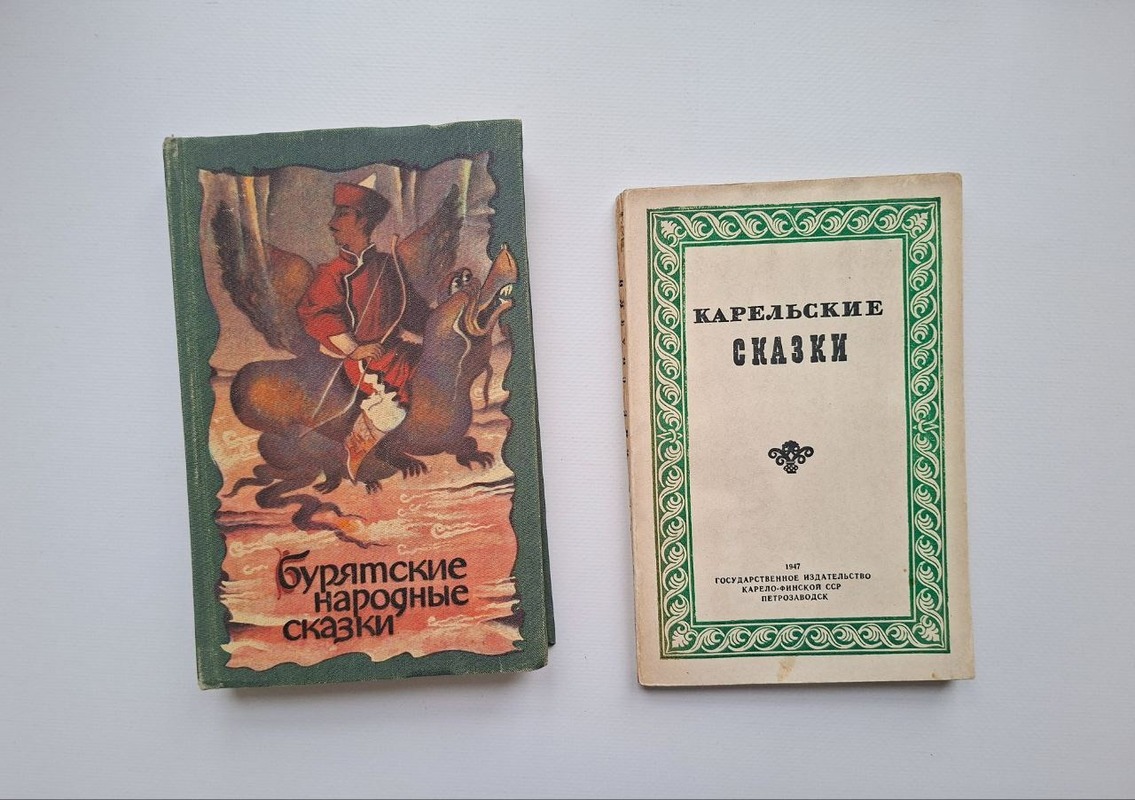 Бурятские
народные
сказки
КАРЕЛЬСКИЕ
СКАЗКИ
1947
ГОСУДАРСТВЕННОЕ ИЗДАТЕЛЬСТВО
КАРЕЛО-ФИНСКОЙ ССР
ПЕТРОЗАВОДСК